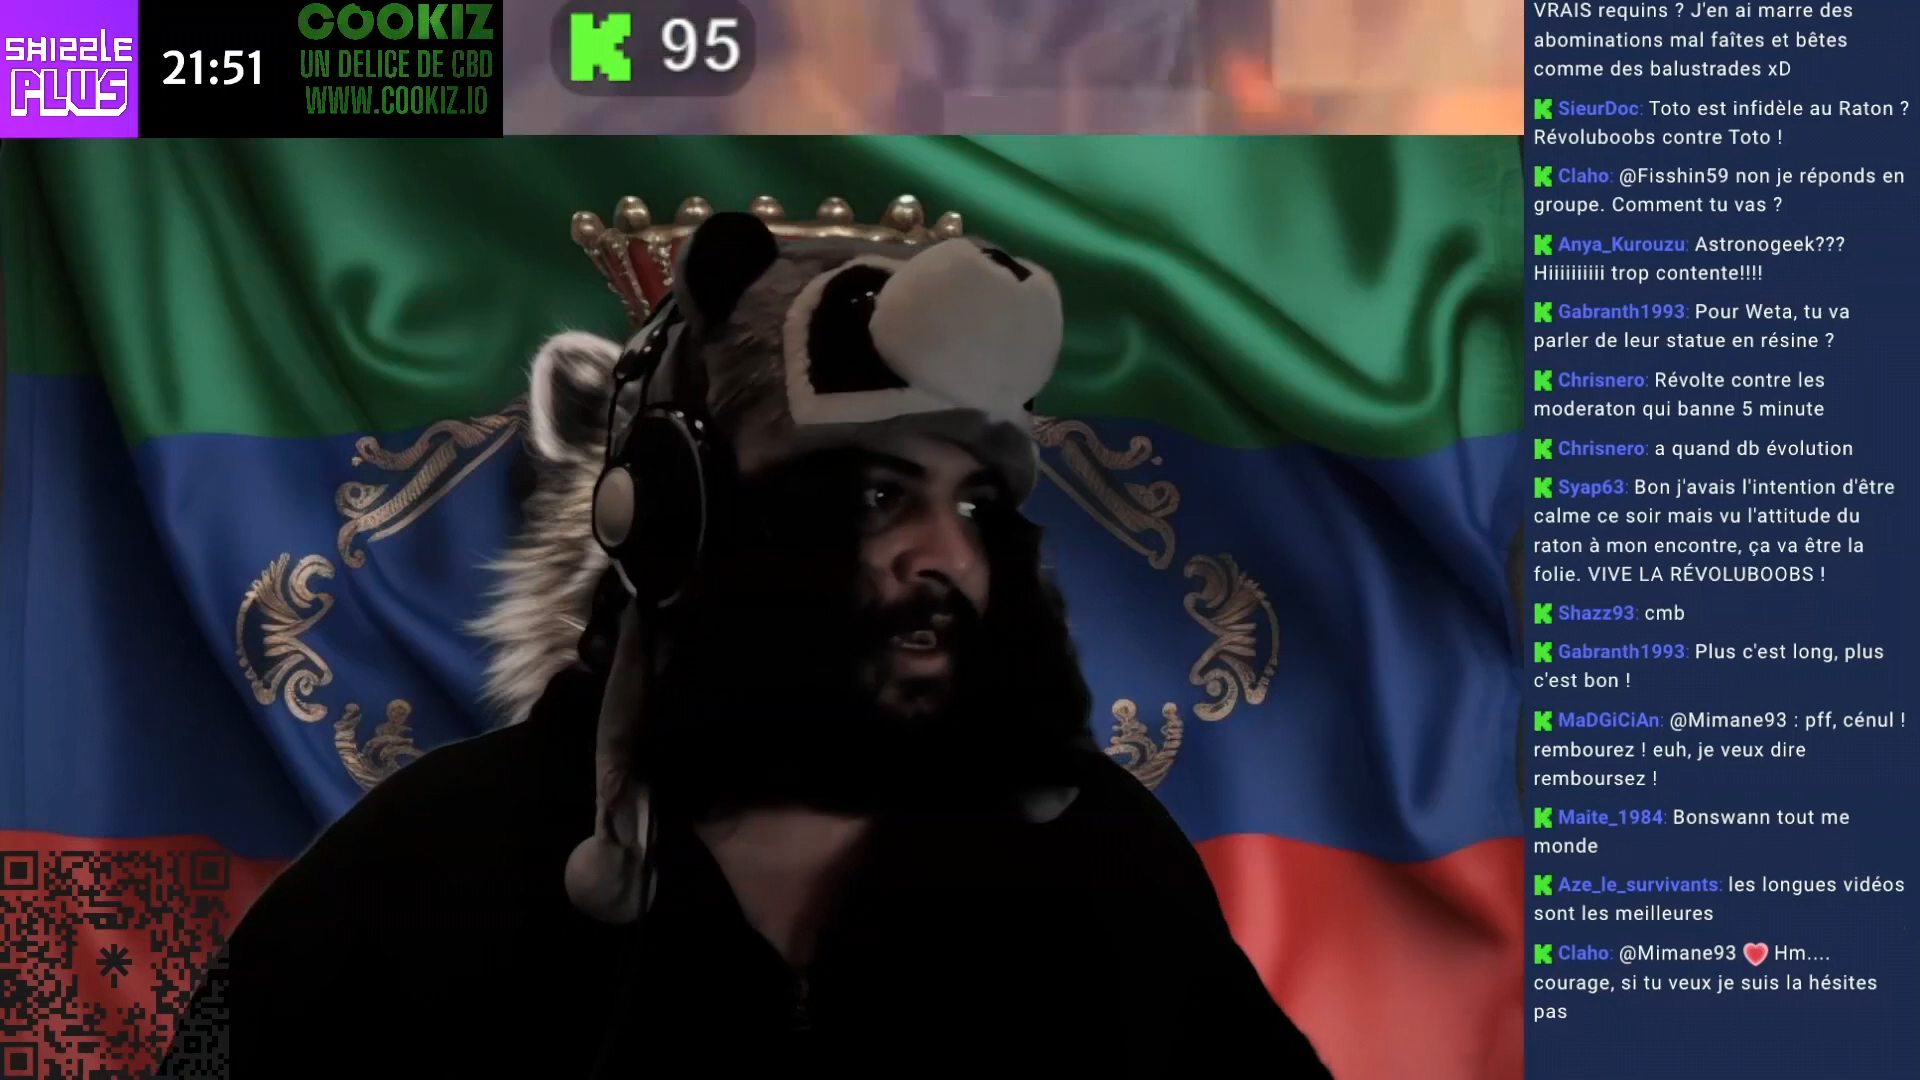 SHIZZLE
PLUS
21:51
COOKIZ
UN DELICE DE CBD
WWW.COOKIZ.IO
95
VRAIS requins ? J'en ai marre des
abominations mal faîtes et bêtes
comme des balustrades xD
SieurDoc: Toto est infidèle au Raton ?
Révoluboobs contre Toto !
Claho: @Fisshin59 non je réponds en
groupe. Comment tu vas ?
Anya_Kurouzu: Astronogeek???
Hiiiiiiiiii trop contente!!!!
Gabranth1993: Pour Weta, tu va
parler de leur statue en résine ?
Chrisnero: Révolte contre les
moderaton qui banne 5 minute
Chrisnero: a quand db évolution
Syap63: Bon j'avais l'intention d'être
calme ce soir mais vu l'attitude du
raton à mon encontre, ça va être la
folie. VIVE LA RÉVOLUBOOBS !
Shazz93: cmb
Gabranth1993: Plus c'est long, plus
c'est bon !
MaDGiCiAn: @Mimane93 : pff, cénul !
rembourez ! euh, je veux dire
remboursez !
Maite_1984: Bonswann tout me
monde
Aze_le_survivants: les longues vidéos
sont les meilleures
Claho: @Mimane93 ❤ Hm....
courage, si tu veux je suis la hésites
pas